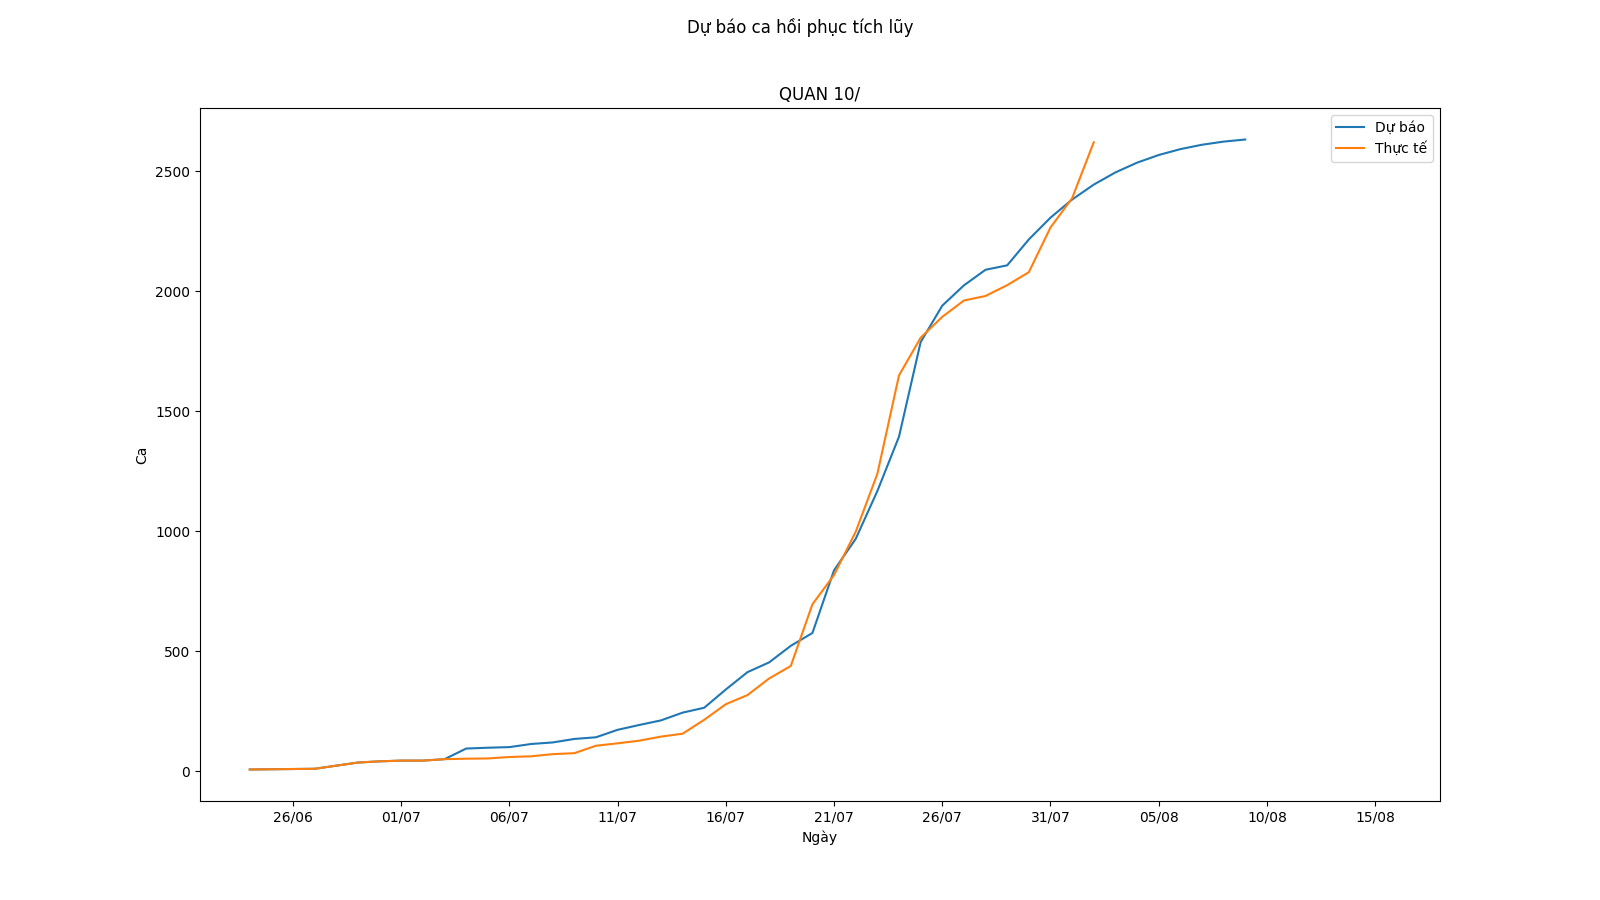 Dự báo ca hồi phục tích lũy
QUAN 10/
Dự báo
Thực tế
2500
2000
1500
1000
500
0
Ca
26/06
01/07
06/07
11/07
16/07
21/07
26/07
31/07
05/08
10/08
15/08
Ngày